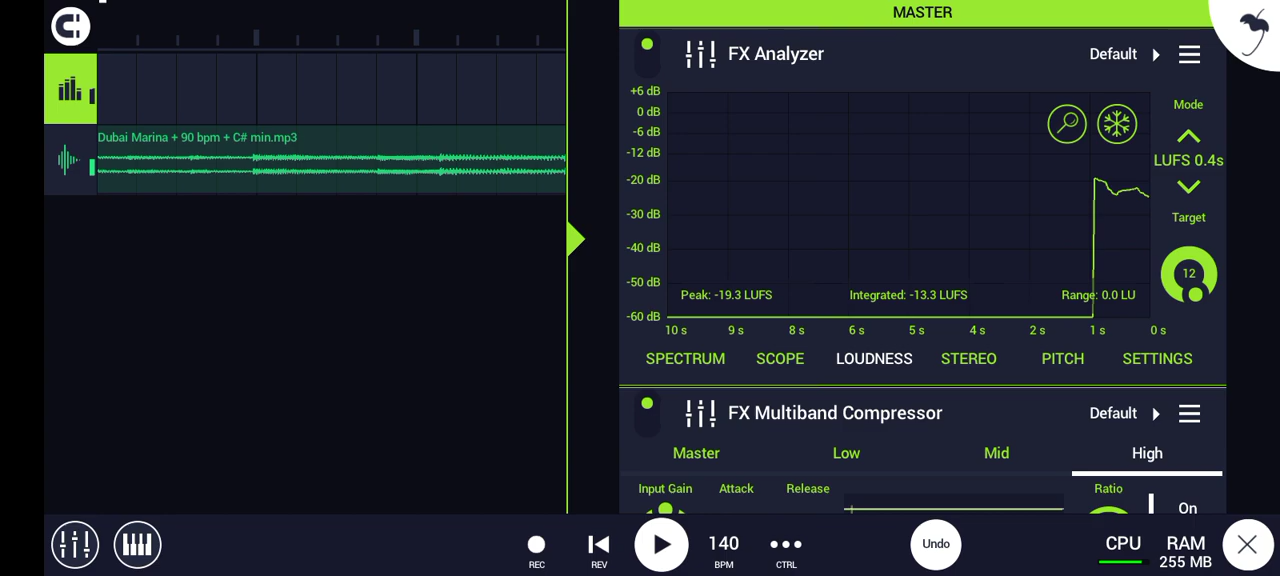 MASTER
FX Analyzer
Default
+6 dB
0 dB
-6 dB
-12 dB
-20 dB
-30 dB
-40 dB
-50 dB
-60 dB
Mode
LUFS 0.4s
Target
12
Peak: -19.3 LUFS Integrated: -13.3 LUFS Range: 0.0 LU
10 s 9 s 8 s 6 s 5 s 4 s 2 s 1 s 0 s
SPECTRUM SCOPE LOUDNESS STEREO PITCH SETTINGS
Dubai Marina + 90 bpm + C# min.mp3
FX Multiband Compressor
Default
Master Low Mid High
Input Gain Attack Release Ratio
On
REC
REV
140
BPM
CTRL
Undo
CPU
RAM
255 MB